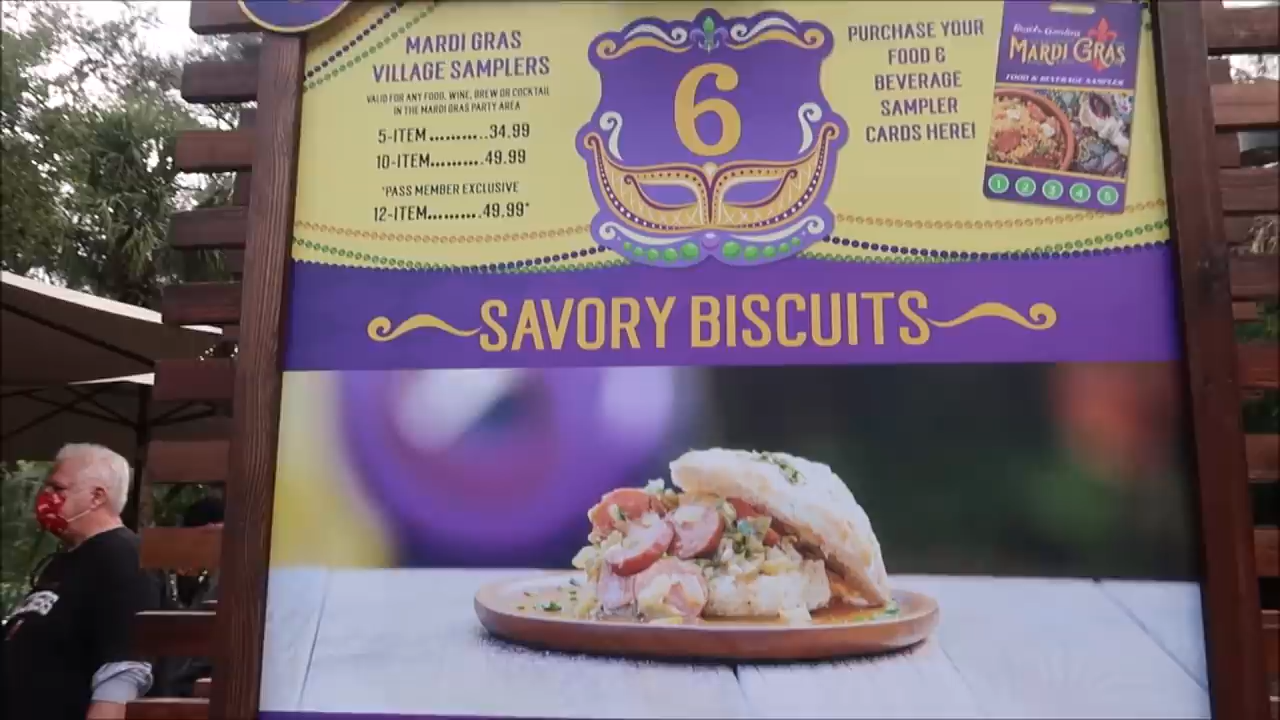 MARDI GRAS
VILLAGE SAMPLERS
VALID FOR ANY FOOD, WINE, BREW OR COCKTAIL
IN THE MARDI GRAS PARTY AREA
5-ITEM..........34.99
10-ITEM.........49.99
*PASS MEMBER EXCLUSIVE
12-ITEM.........49.99*
6
PURCHASE YOUR
FOOD &
BEVERAGE
SAMPLER
CARDS HERE!
Busch Gardens
MARDI GRAS
FOOD & BEVERAGE SAMPLER
1 2 3 4 5
SAVORY BISCUITS